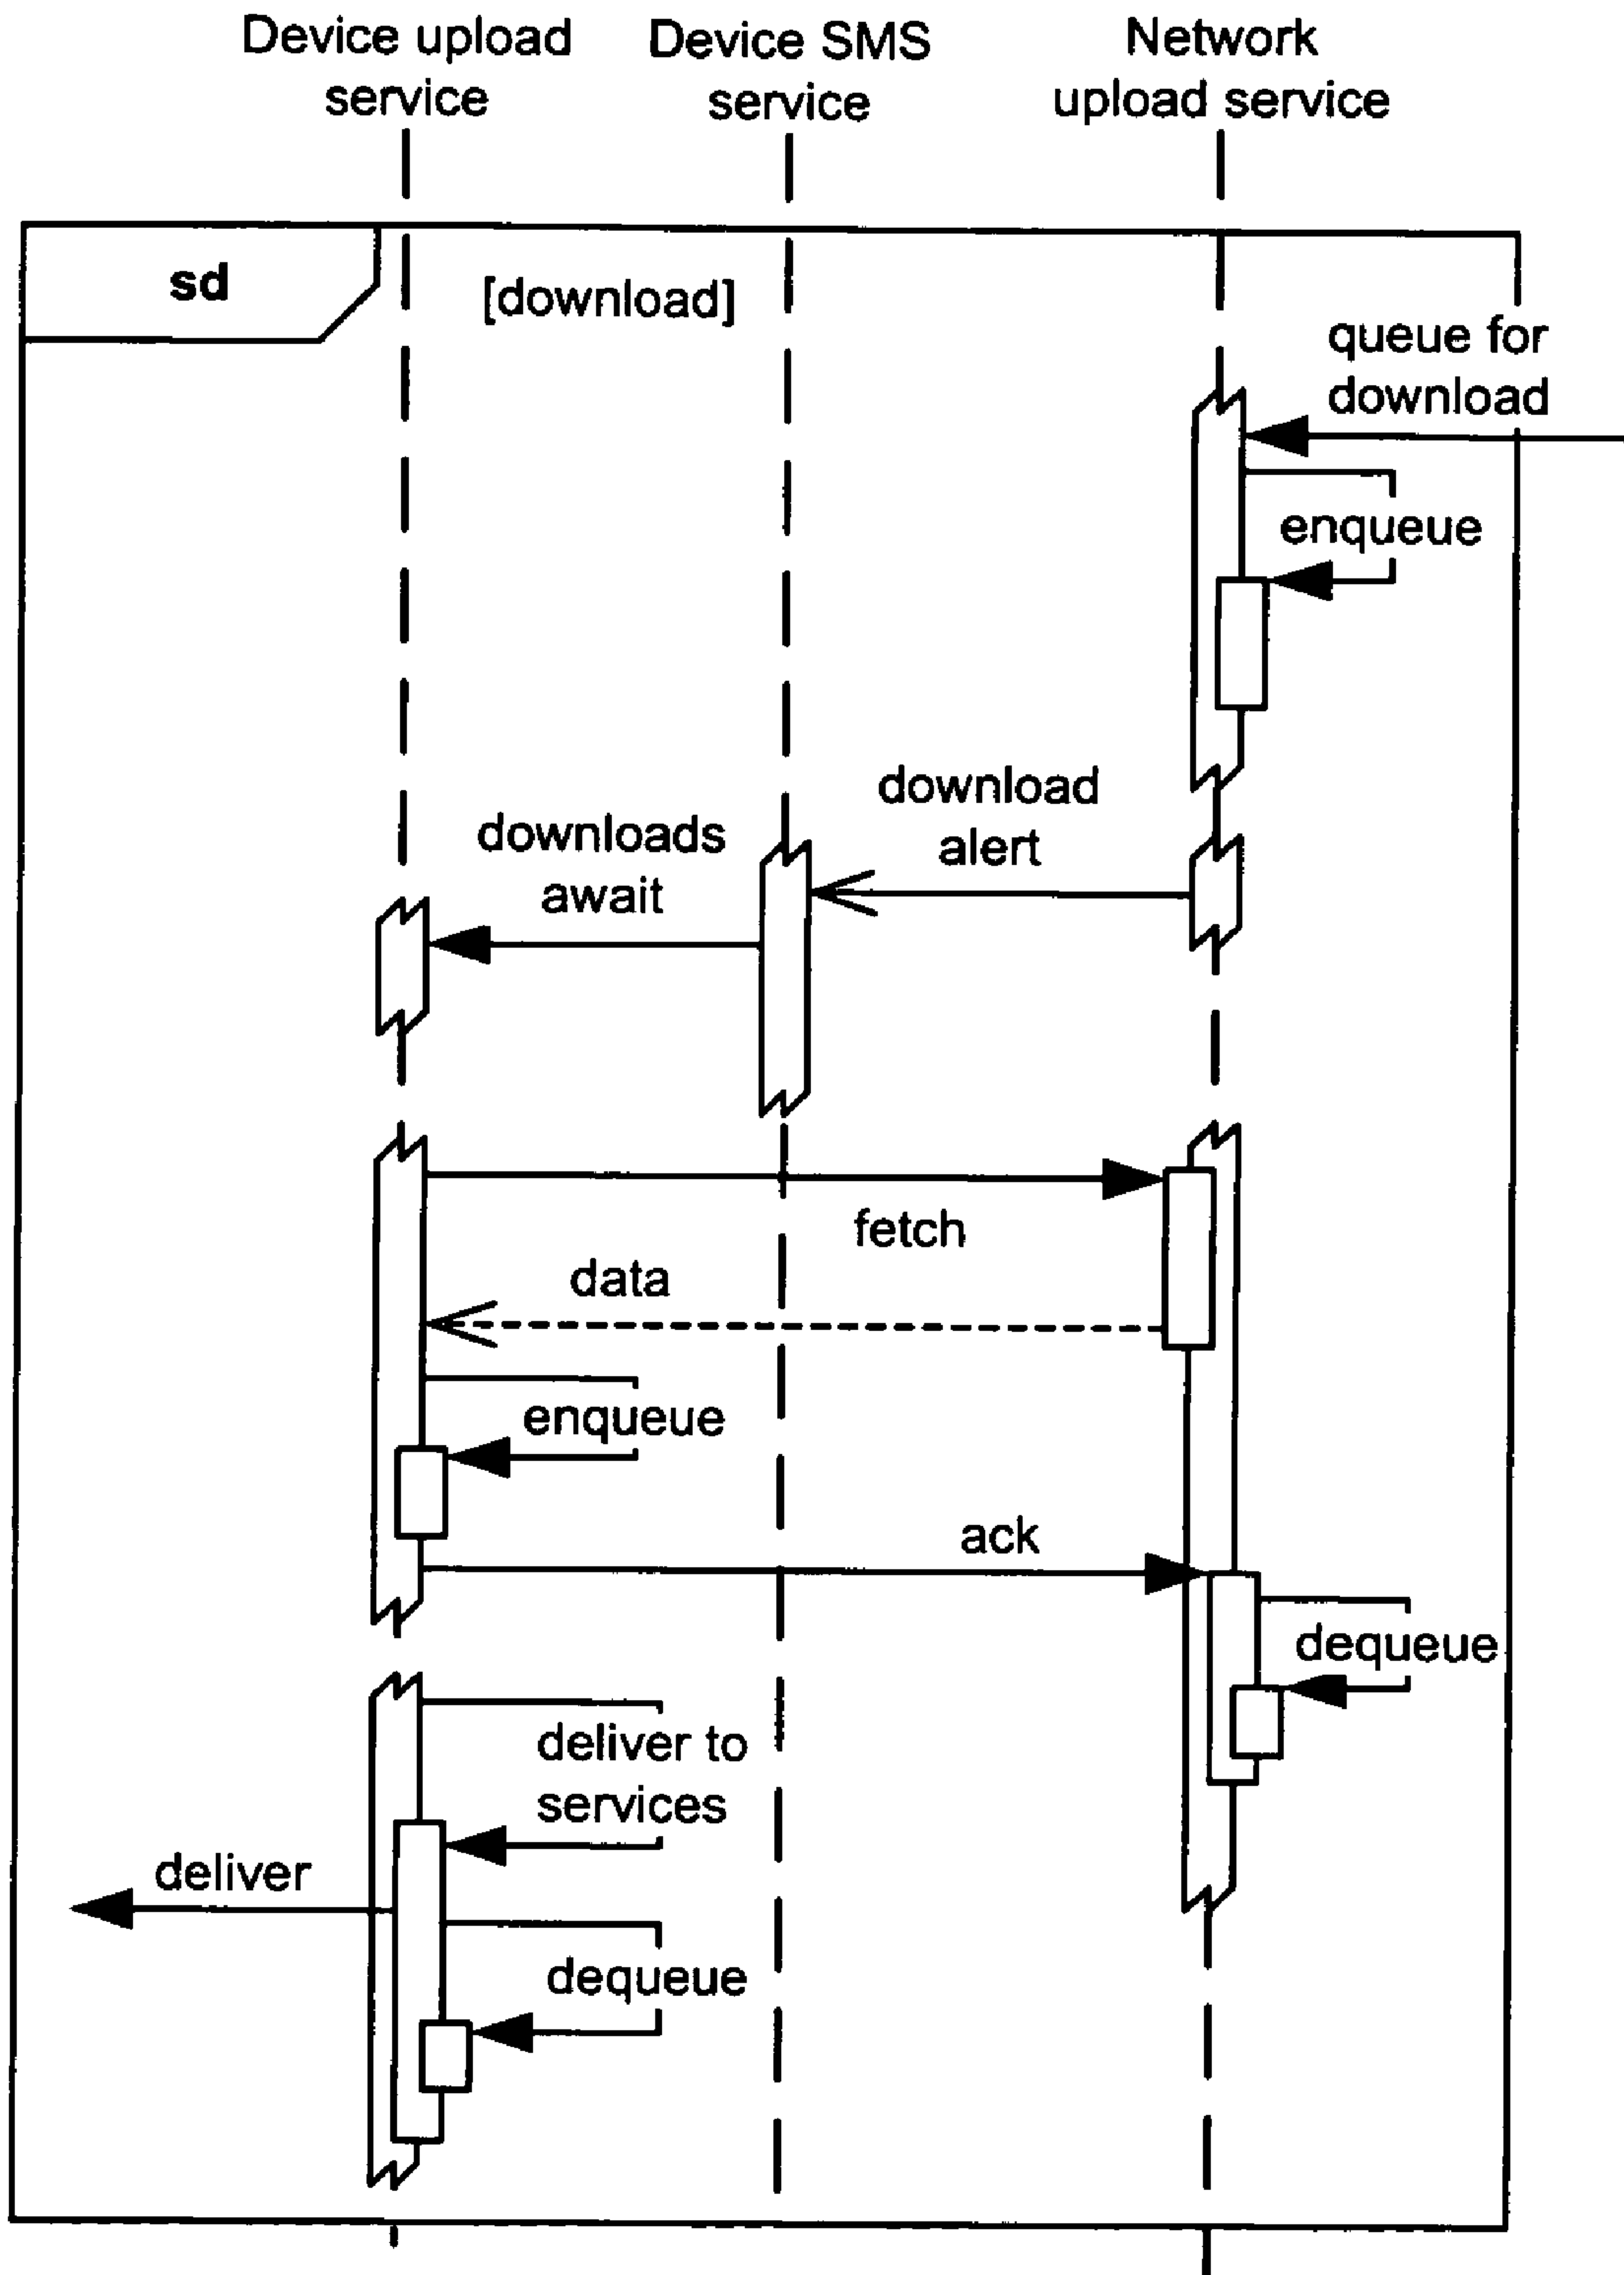 Device upload
service
Device SMS
service
Network
upload service
sd
[download]
queue for
download
enqueue
download
alert
downloads
await
fetch
data
enqueue
ack
dequeue
deliver to
services
deliver
dequeue